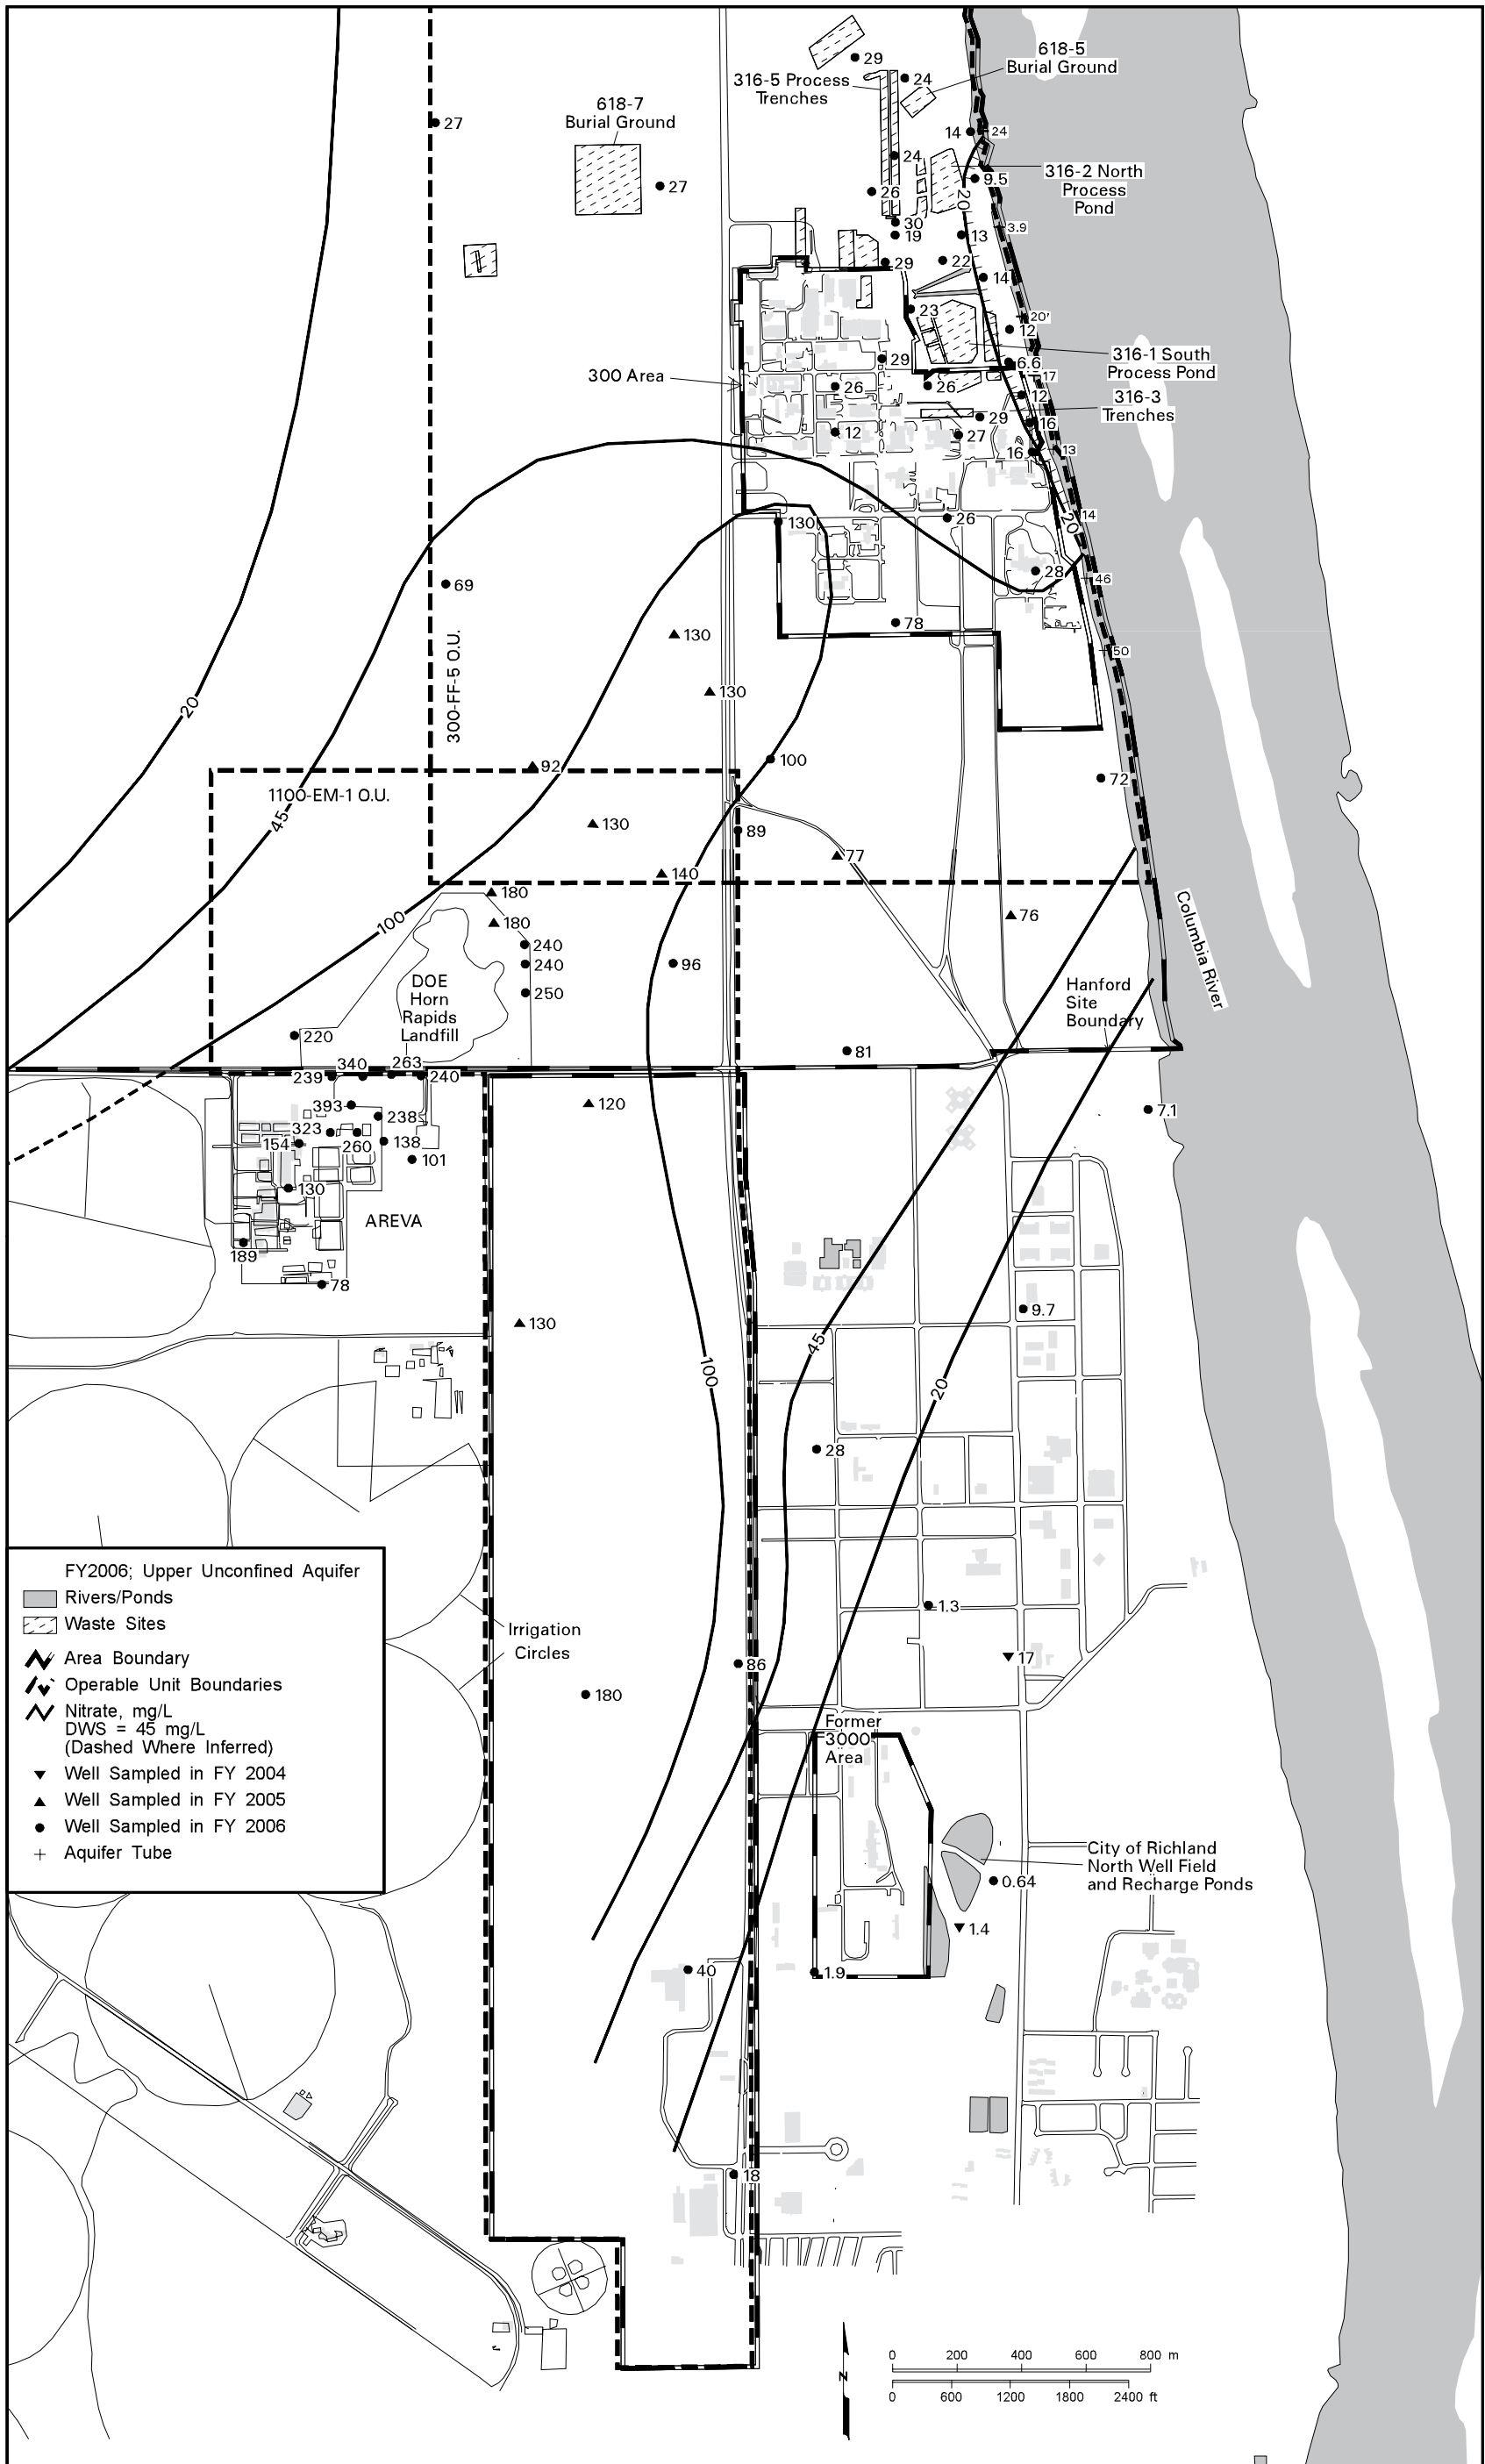 618-5
Burial Ground
29
316-5 Process
Trenches
24
618-7
Burial Ground
27
14
24
24
316-2 North
Process
Pond
27
26
9.5
20
30
19
13
3.9
29
22
14
23
20'
12
29
6.6
316-1 South
Process Pond
300 Area
26
26
17
12
316-3
Trenches
29
16
12
27
16
13
130
26
14
20
28
46
69
78
130
50
300-FF-5 O.U.
130
20
100
92
72
1100-EM-1 O.U.
45
130
89
77
140
180
100
180
76
Columbia River
240
240
96
DOE
Horn
Rapids
Landfill
250
Hanford
Site
Boundary
220
81
340
263
239
240
393
238
120
7.1
323
154
260
138
101
130
AREVA
189
78
9.7
130
45
100
20
28
FY2006; Upper Unconfined Aquifer
Rivers/Ponds
Waste Sites
Area Boundary
Operable Unit Boundaries
Nitrate, mg/L
DWS = 45 mg/L
(Dashed Where Inferred)
Well Sampled in FY 2004
Well Sampled in FY 2005
Well Sampled in FY 2006
Aquifer Tube
1.3
Irrigation
Circles
17
86
180
Former
3000
Area
City of Richland
North Well Field
and Recharge Ponds
0.64
1.4
40
1.9
18
0 200 400 600 800 m
N
0 600 1200 1800 2400 ft